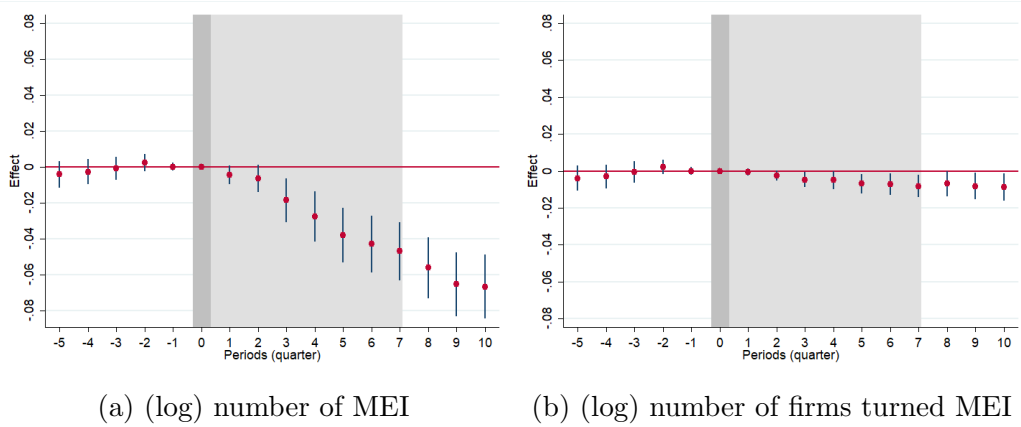 .08
.06
.04
.02
0
-.02
-.04
-.06
-.08
Effect
-5 -4 -3 -2 -1 0 1 2 3 4 5 6 7 8 9 10
Periods (quarter)
(a) (log) number of MEI
.08
.06
.04
.02
0
-.02
-.04
-.06
-.08
Effect
-5 -4 -3 -2 -1 0 1 2 3 4 5 6 7 8 9 10
Periods (quarter)
(b) (log) number of firms turned MEI